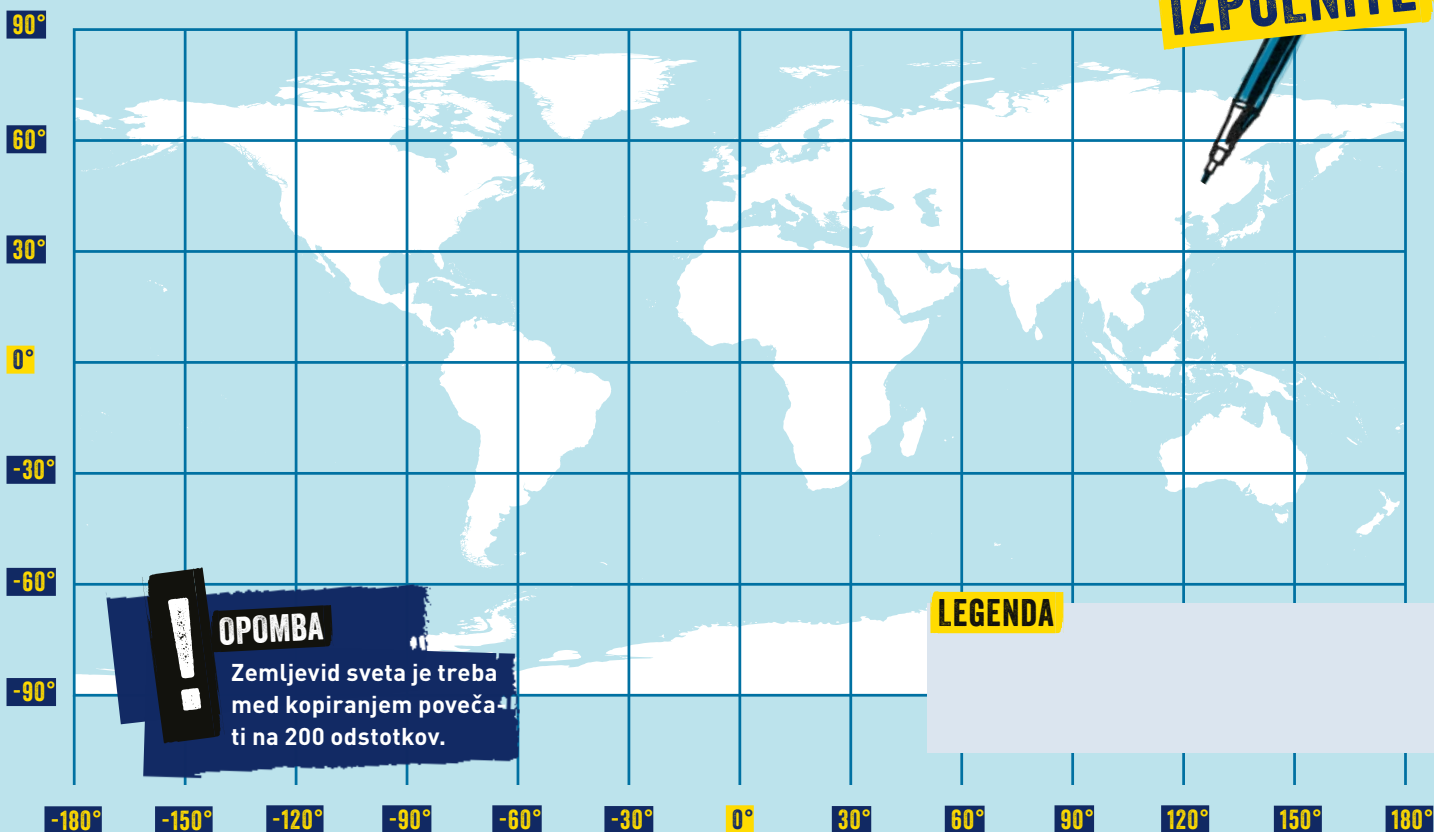 IZPOLNITE
90°
60°
30°
0°
-30°
-60°
-90°
OPOMBA
Zemljevid sveta je treba
med kopiranjem poveča-
ti na 200 odstotkov.
LEGENDA
-180° -150° -120° -90° -60° -30° 0° 30° 60° 90° 120° 150° 180°